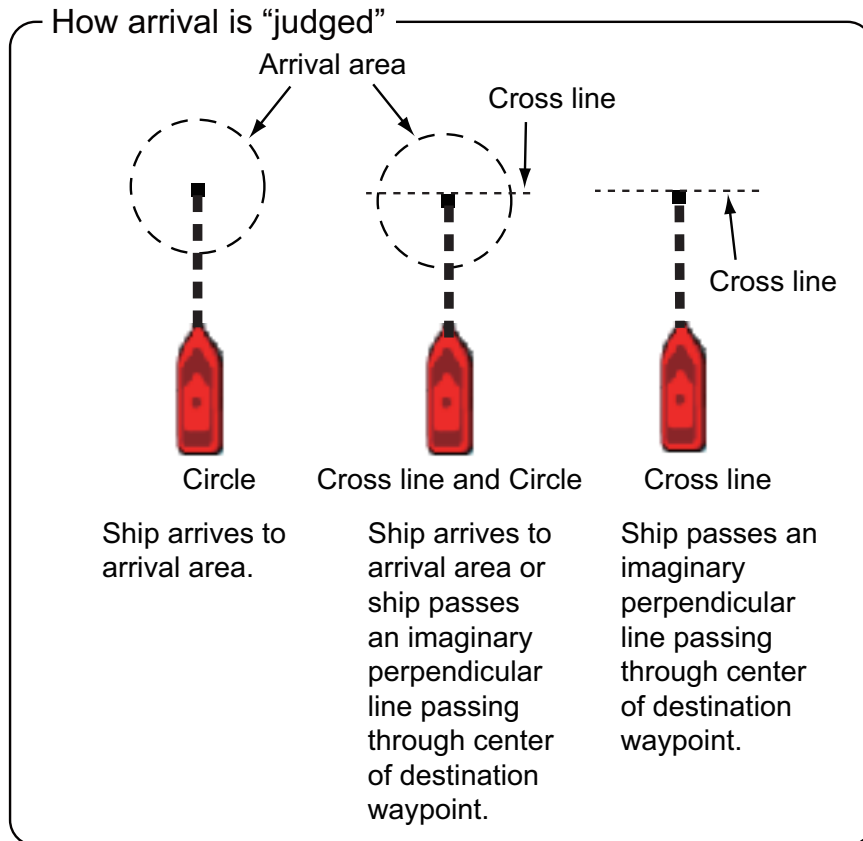 How arrival is “judged”
Arrival area
Cross line
Cross line
Circle
Cross line and Circle
Cross line
Ship arrives to
arrival area.
Ship arrives to
arrival area or
ship passes
an imaginary
perpendicular
line passing
through center
of destination
waypoint.
Ship passes an
imaginary
perpendicular
line passing
through center
of destination
waypoint.